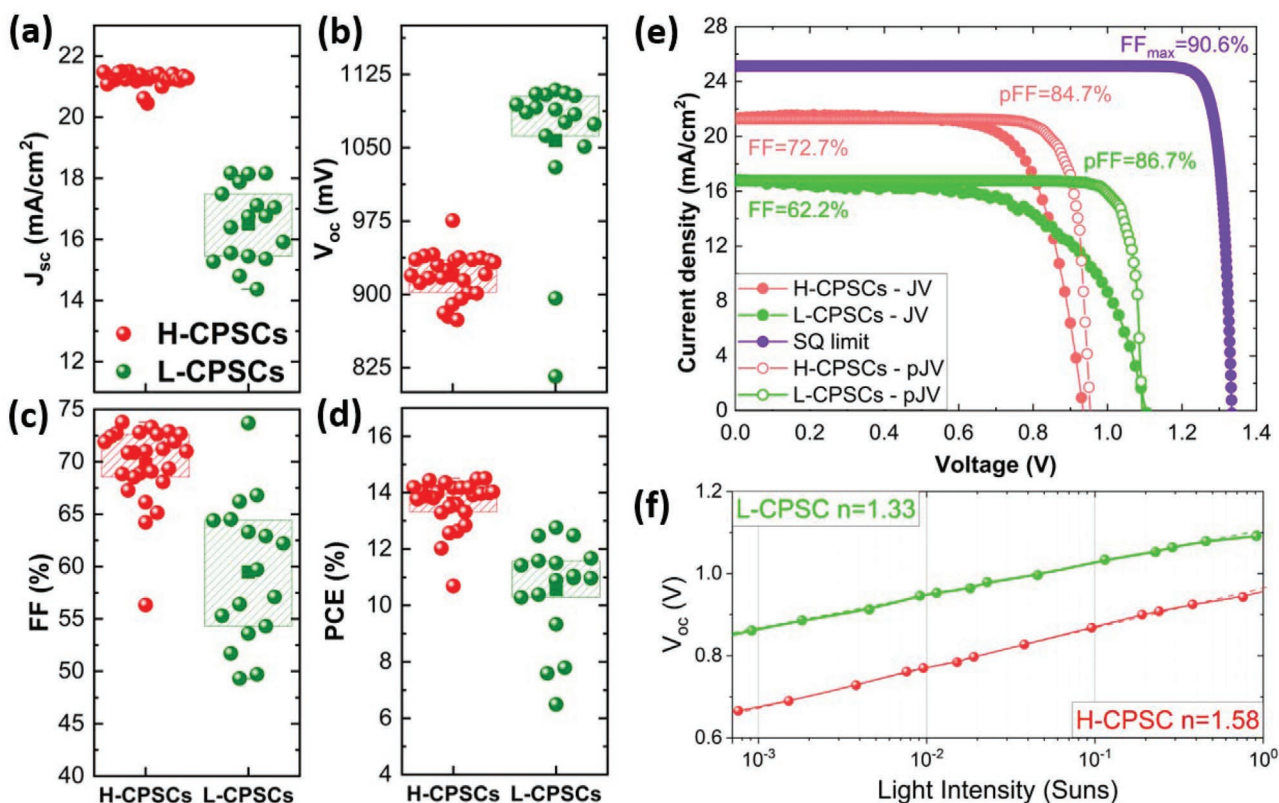 (a)
J_sc (mA/cm²)
22
21
20
19
18
17
16
15
14
13
12
11
H-CPSCs
L-CPSCs
(b)
V_oc (mV)
1125
1050
975
900
825
(c)
FF (%)
75
70
65
60
55
50
45
40
H-CPSCs L-CPSCs
(d)
PCE (%)
16
14
12
10
8
6
4
H-CPSCs L-CPSCs
(e)
Current density (mA/cm²)
28
24
20
16
12
8
4
0
FF_max=90.6%
pFF=84.7%
FF=72.7%
pFF=86.7%
FF=62.2%
H-CPSCs - JV
L-CPSCs - JV
SQ limit
H-CPSCs - pJV
L-CPSCs - pJV
0.0 0.2 0.4 0.6 0.8 1.0 1.2 1.4
Voltage (V)
(f)
V_oc (V)
1.2
1.0
0.8
0.6
L-CPSC n=1.33
H-CPSC n=1.58
10⁻³ 10⁻² 10⁻¹ 10⁰
Light Intensity (Suns)